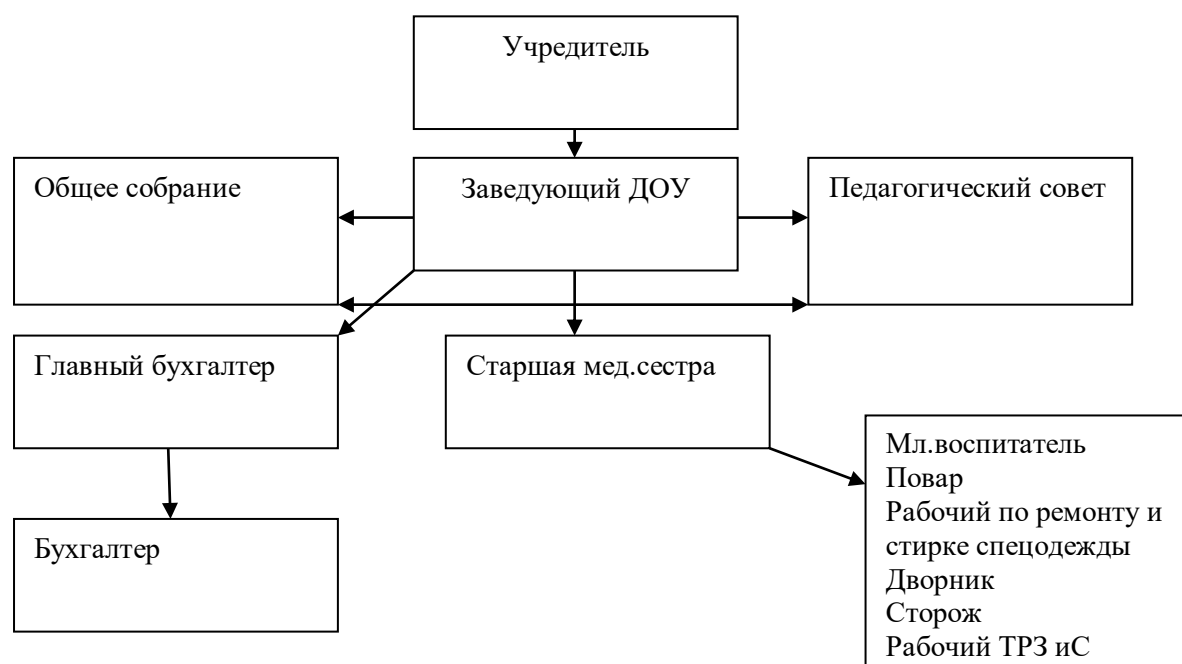 Учредитель
Общее собрание
Заведующий ДОУ
Педагогический совет
Главный бухгалтер
Старшая мед.сестра
Мл.воспитатель
Повар
Рабочий по ремонту и
стирке спецодежды
Дворник
Сторож
Рабочий ТРЗ иС
Бухгалтер